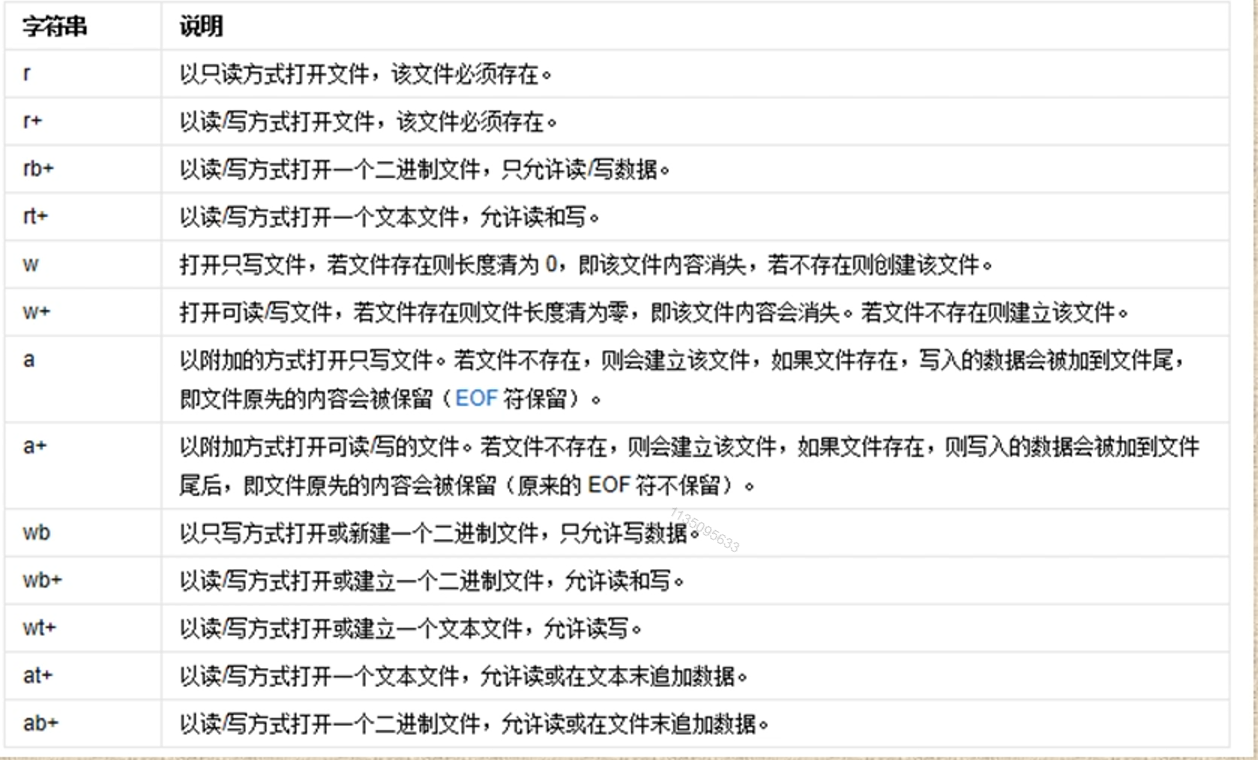 字符串 说明
r 以只读方式打开文件，该文件必须存在。
r+ 以读/写方式打开文件，该文件必须存在。
rb+ 以读/写方式打开一个二进制文件，只允许读/写数据。
rt+ 以读/写方式打开一个文本文件，允许读和写。
w 打开只写文件，若文件存在则长度清为 0，即该文件内容消失，若不存在则创建该文件。
w+ 打开可读/写文件，若文件存在则文件长度清为零，即该文件内容会消失。若文件不存在则建立该文件。
a 以附加的方式打开只写文件。若文件不存在，则会建立该文件，如果文件存在，写入的数据会被加到文件尾，
即文件原先的内容会被保留（EOF 符保留）。
a+ 以附加方式打开可读/写的文件。若文件不存在，则会建立该文件，如果文件存在，则写入的数据会被加到文件
尾后，即文件原先的内容会被保留（原来的 EOF 符不保留）。
wb 以只写方式打开或新建一个二进制文件，只允许写数据。
1135095633
wb+ 以读/写方式打开或建立一个二进制文件，允许读和写。
wt+ 以读/写方式打开或建立一个文本文件，允许读写。
at+ 以读/写方式打开一个文本文件，允许读或在文本末追加数据。
ab+ 以读/写方式打开一个二进制文件，允许读或在文件末追加数据。